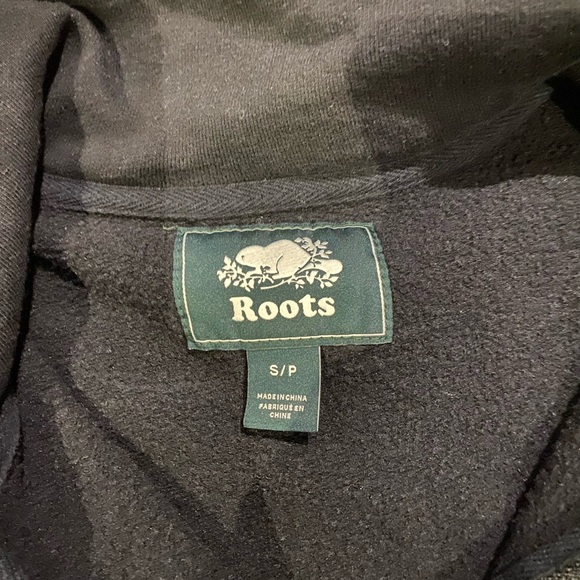 Roots
S/P
MADE IN CHINA
FABRIQUÉ EN
CHINE